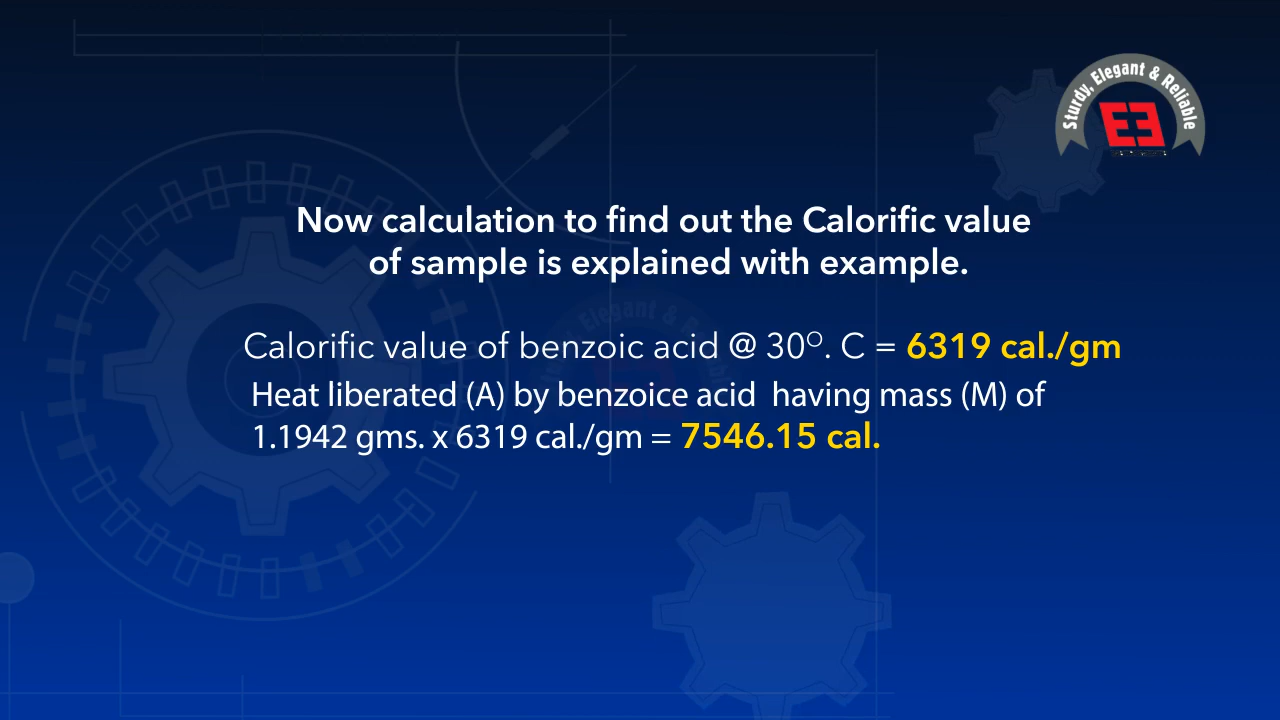 Sturdy, Elegant & Reliable
Now calculation to find out the Calorific value
of sample is explained with example.
Calorific value of benzoic acid @ 30O. C = 6319 cal./gm
Heat liberated (A) by benzoice acid  having mass (M) of
1.1942 gms. x 6319 cal./gm = 7546.15 cal.